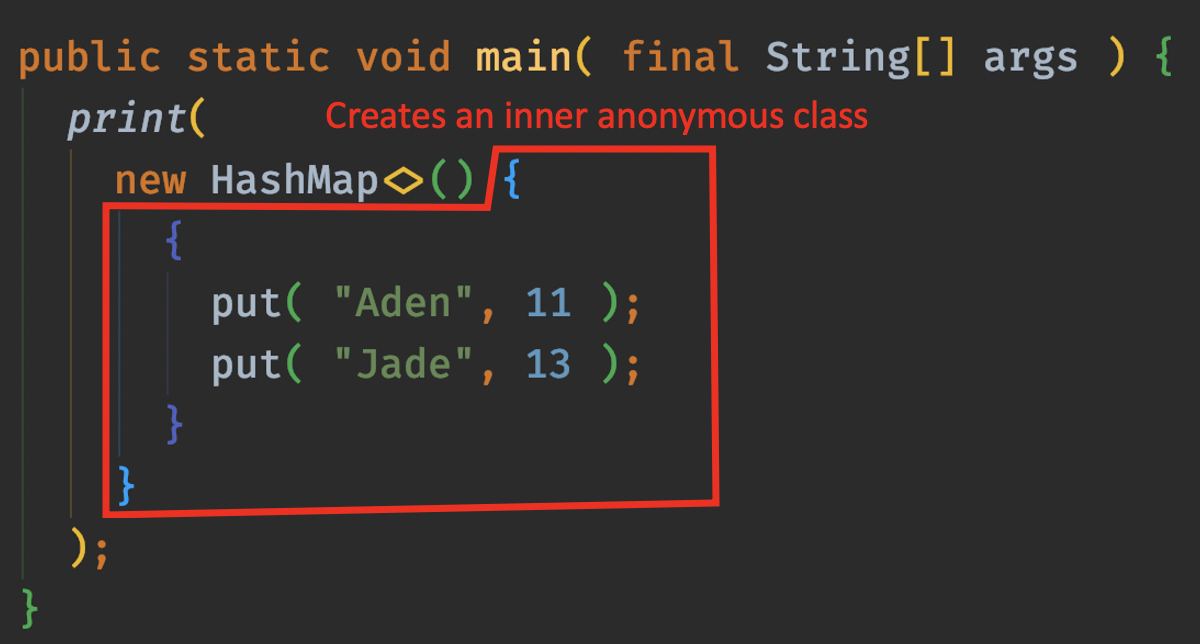 public static void main( final String[] args ) {
print(
Creates an inner anonymous class
new HashMap<>() {
{
put( "Aden", 11 );
put( "Jade", 13 );
}
}
);
}